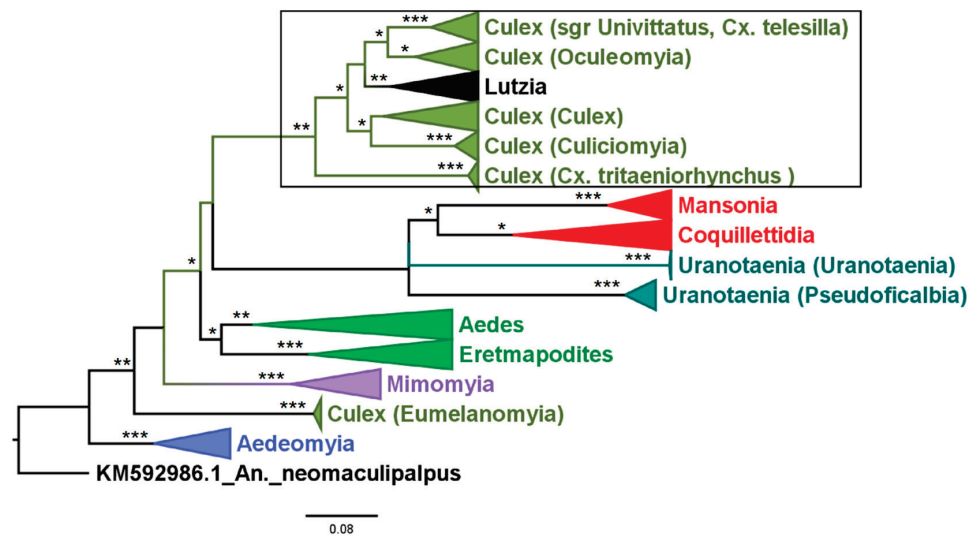 ***
Culex (sgr Univittatus, Cx. telesilla)
*
*
Culex (Oculeomyia)
*
**
Lutzia
*
Culex (Culex)
**
*
***
Culex (Culiciomyia)
***
Culex (Cx. tritaeniorhynchus )
***
Mansonia
*
*
Coquillettidia
***
Uranotaenia (Uranotaenia)
*
***
Uranotaenia (Pseudoficalbia)
**
Aedes
*
***
Eretmapodites
**
***
Mimomyia
***
Culex (Eumelanomyia)
***
Aedeomyia
KM592986.1_An._neomaculipalpus
0.08